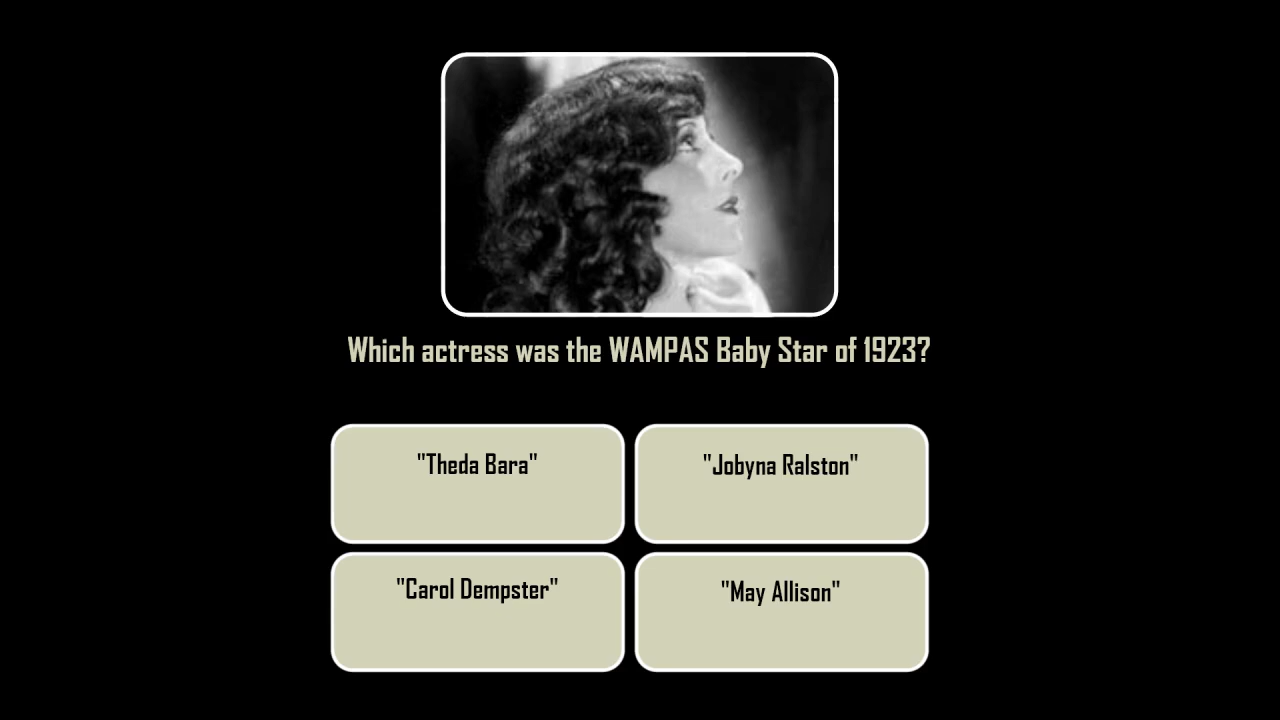 Which actress was the WAMPAS Baby Star of 1923?
"Theda Bara"
"Jobyna Ralston"
"Carol Dempster"
"May Allison"